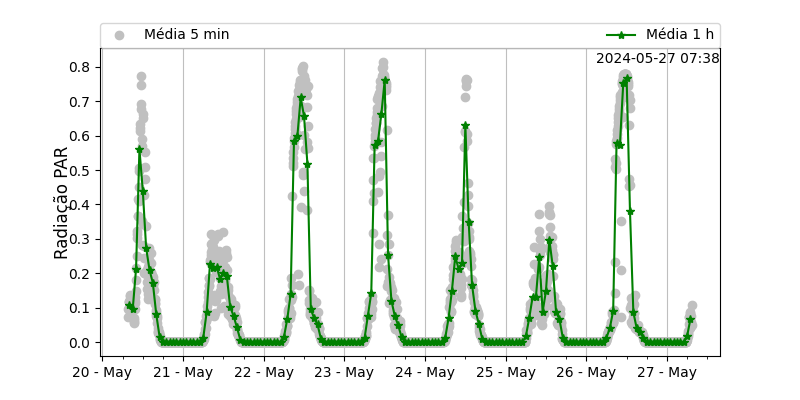 Média 5 min
Média 1 h
2024-05-27 07:38
Radiação PAR
0.8
0.7
0.6
0.5
0.4
0.3
0.2
0.1
0.0
20 - May
21 - May
22 - May
23 - May
24 - May
25 - May
26 - May
27 - May